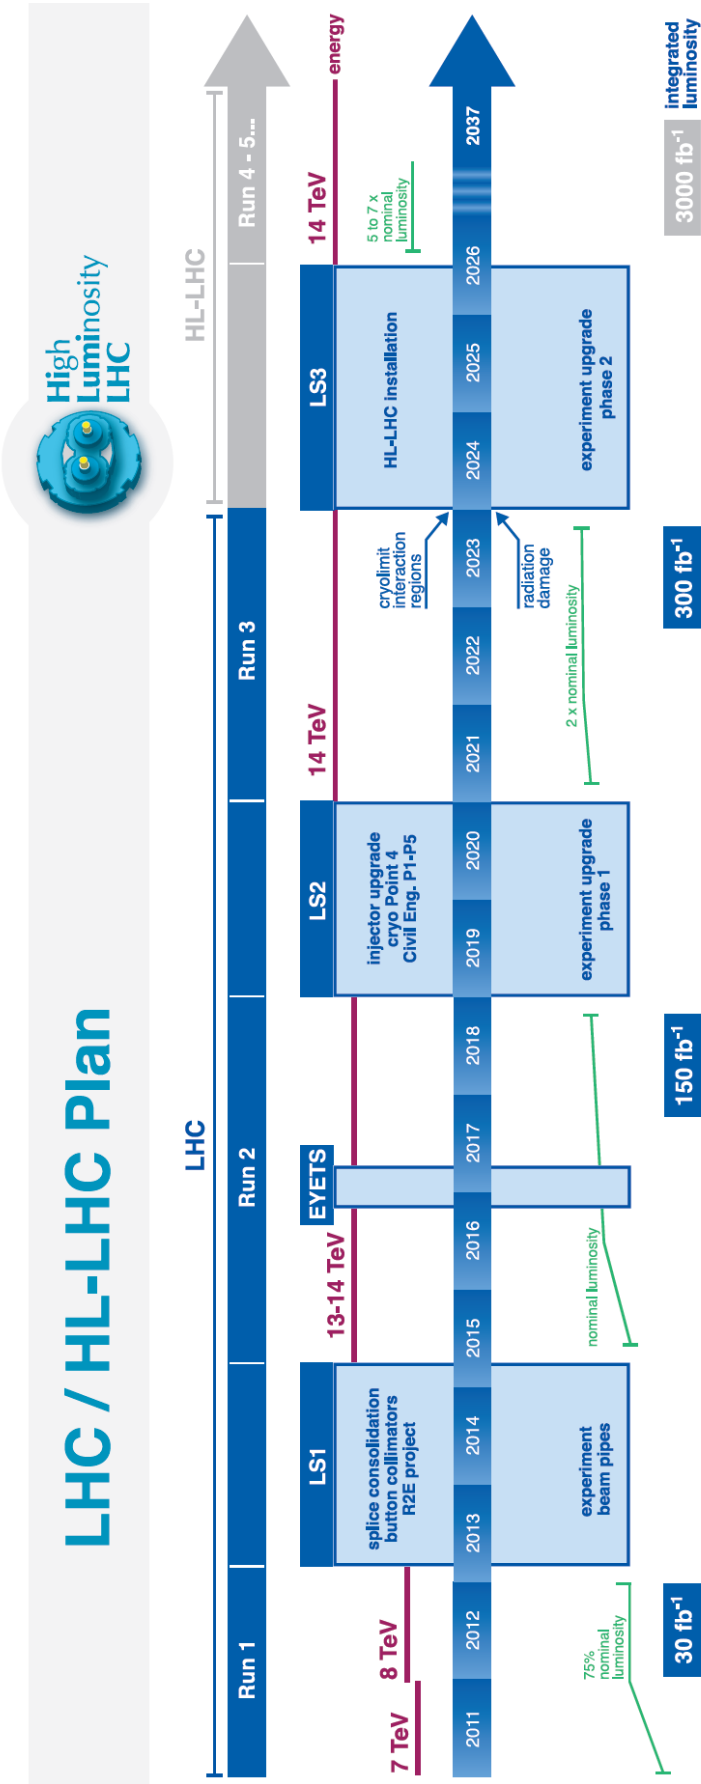 LHC / HL-LHC Plan
High
Luminosity
LHC
LHC
HL-LHC
Run 1
Run 2
Run 3
Run 4 - 5...
LS1
EYETS
LS2
LS3
14 TeV
14 TeV
energy
13-14 TeV
8 TeV
7 TeV
splice consolidation
button collimators
R2E project
injector upgrade
cryo Point 4
Civil Eng. P1-P5
cryolimit
interaction
regions
HL-LHC installation
5 to 7 x
nominal
luminosity
2011
2012
2013
2014
2015
2016
2017
2018
2019
2020
2021
2022
2023
2024
2025
2026
2037
radiation
damage
75%
nominal
luminosity
experiment
beam pipes
nominal luminosity
experiment upgrade
phase 1
2 x nominal luminosity
experiment upgrade
phase 2
30 fb⁻¹
150 fb⁻¹
300 fb⁻¹
3000 fb⁻¹
integrated
luminosity